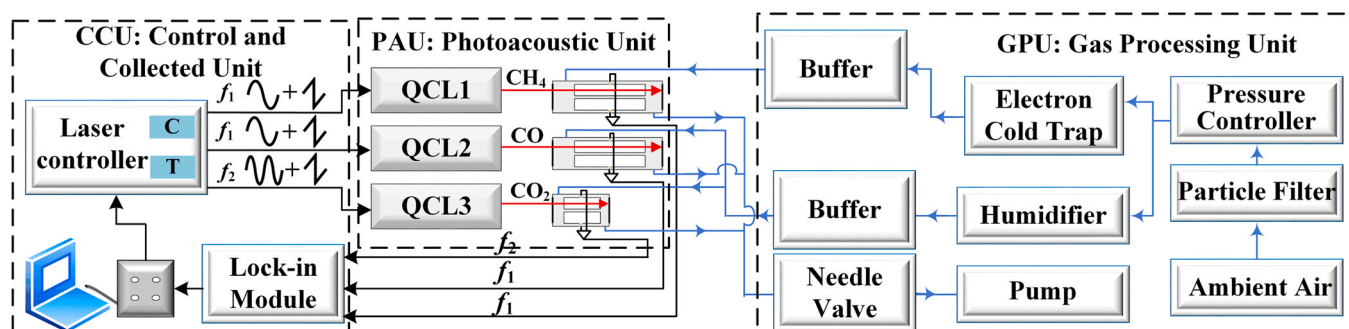 CCU: Control and
Collected Unit
f₁
Laser
controller
C
T
f₁
f₂
Lock-in
Module
PAU: Photoacoustic Unit
QCL1
CH₄
QCL2
CO
QCL3
CO₂
f₂
f₁
f₁
GPU: Gas Processing Unit
Buffer
Electron
Cold Trap
Pressure
Controller
Particle Filter
Buffer
Humidifier
Needle
Valve
Pump
Ambient Air